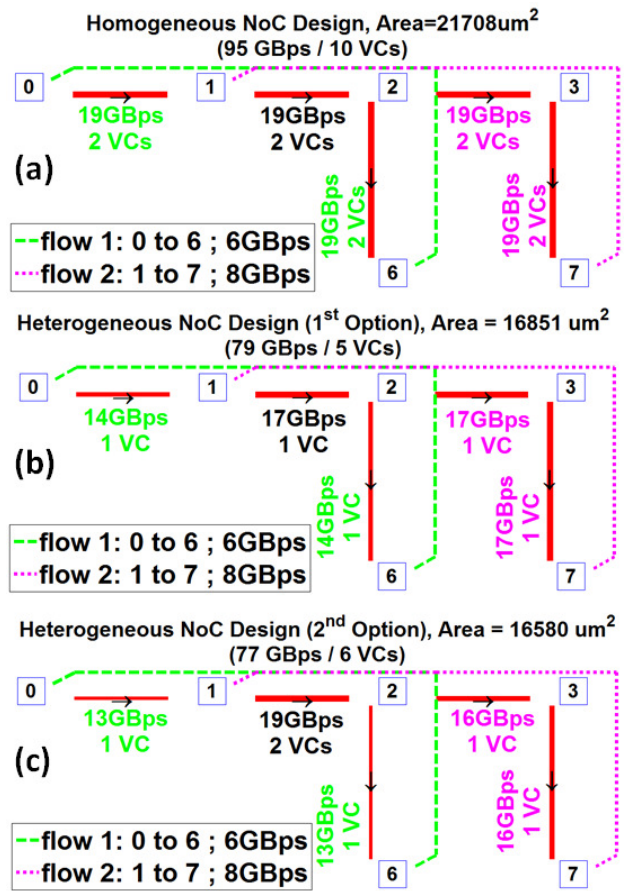 Homogeneous NoC Design, Area=21708um²
(95 GBps / 10 VCs)
0
1
2
3
19GBps
2 VCs
19GBps
2 VCs
19GBps
2 VCs
(a)
19GBps
2 VCs
19GBps
2 VCs
flow 1: 0 to 6 ; 6GBps
flow 2: 1 to 7 ; 8GBps
6
7
Heterogeneous NoC Design (1st Option), Area = 16851 um²
(79 GBps / 5 VCs)
0
1
2
3
14GBps
1 VC
17GBps
1 VC
17GBps
1 VC
(b)
14GBps
1 VC
17GBps
1 VC
flow 1: 0 to 6 ; 6GBps
flow 2: 1 to 7 ; 8GBps
6
7
Heterogeneous NoC Design (2nd Option), Area = 16580 um²
(77 GBps / 6 VCs)
0
1
2
3
13GBps
1 VC
19GBps
2 VCs
16GBps
1 VC
(c)
13GBps
1 VC
16GBps
1 VC
flow 1: 0 to 6 ; 6GBps
flow 2: 1 to 7 ; 8GBps
6
7